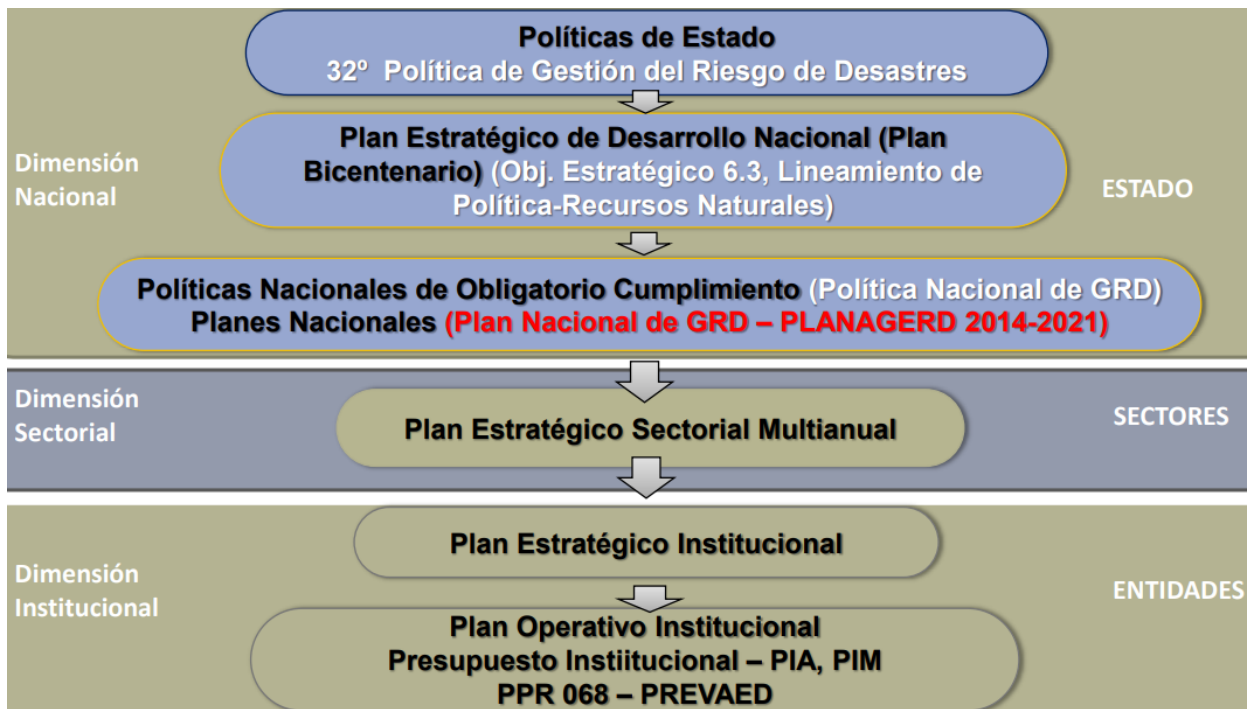 Políticas de Estado
32º Política de Gestión del Riesgo de Desastres
Dimensión
Nacional
Plan Estratégico de Desarrollo Nacional (Plan
Bicentenario) (Obj. Estratégico 6.3, Lineamiento de
Política-Recursos Naturales)
ESTADO
Políticas Nacionales de Obligatorio Cumplimiento (Política Nacional de GRD)
Planes Nacionales (Plan Nacional de GRD – PLANAGERD 2014-2021)
Dimensión
Sectorial
Plan Estratégico Sectorial Multianual
SECTORES
Plan Estratégico Institucional
Dimensión
Institucional
ENTIDADES
Plan Operativo Institucional
Presupuesto Instiitucional – PIA, PIM
PPR 068 – PREVAED